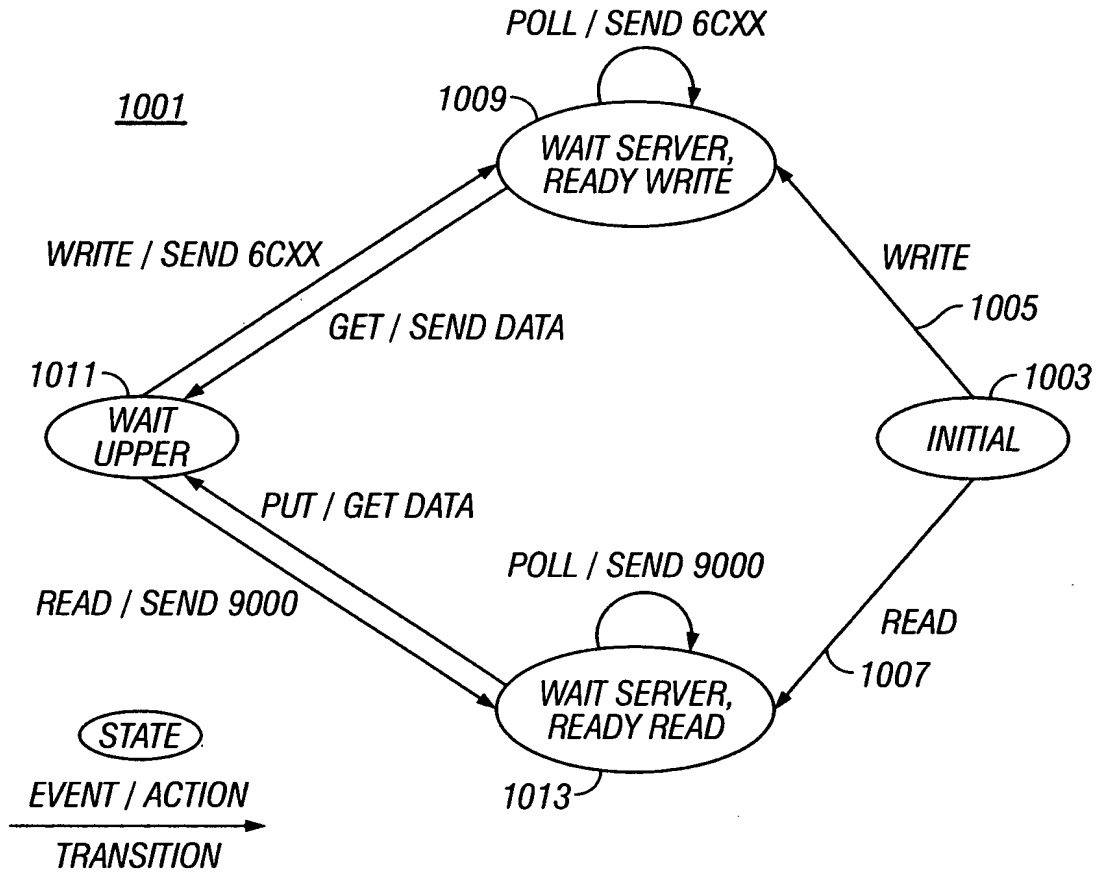 POLL / SEND 6CXX
1001
1009
WAIT SERVER,
READY WRITE
WRITE / SEND 6CXX
WRITE
1005
GET / SEND DATA
1011
1003
WAIT
UPPER
INITIAL
PUT / GET DATA
POLL / SEND 9000
READ / SEND 9000
READ
1007
WAIT SERVER,
READY READ
STATE
1013
EVENT / ACTION
TRANSITION